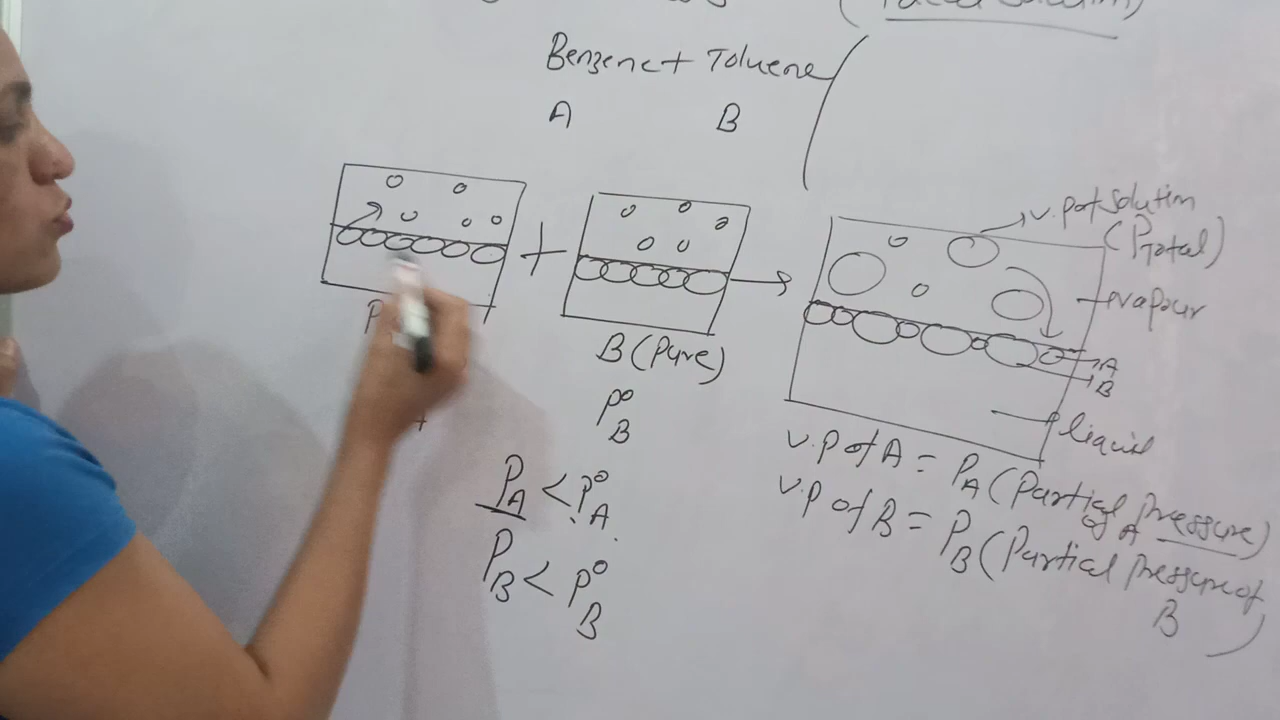 Benzene + Toluene
A B
+
v.p of solution
(PTotal)
vapour
A
B
liquid
P
B (Pure)
P°B
PA < P°A
PB < P°B
v.p of A = PA (Partial Pressure of A)
v.p of B = PB (Partial Pressure of B)